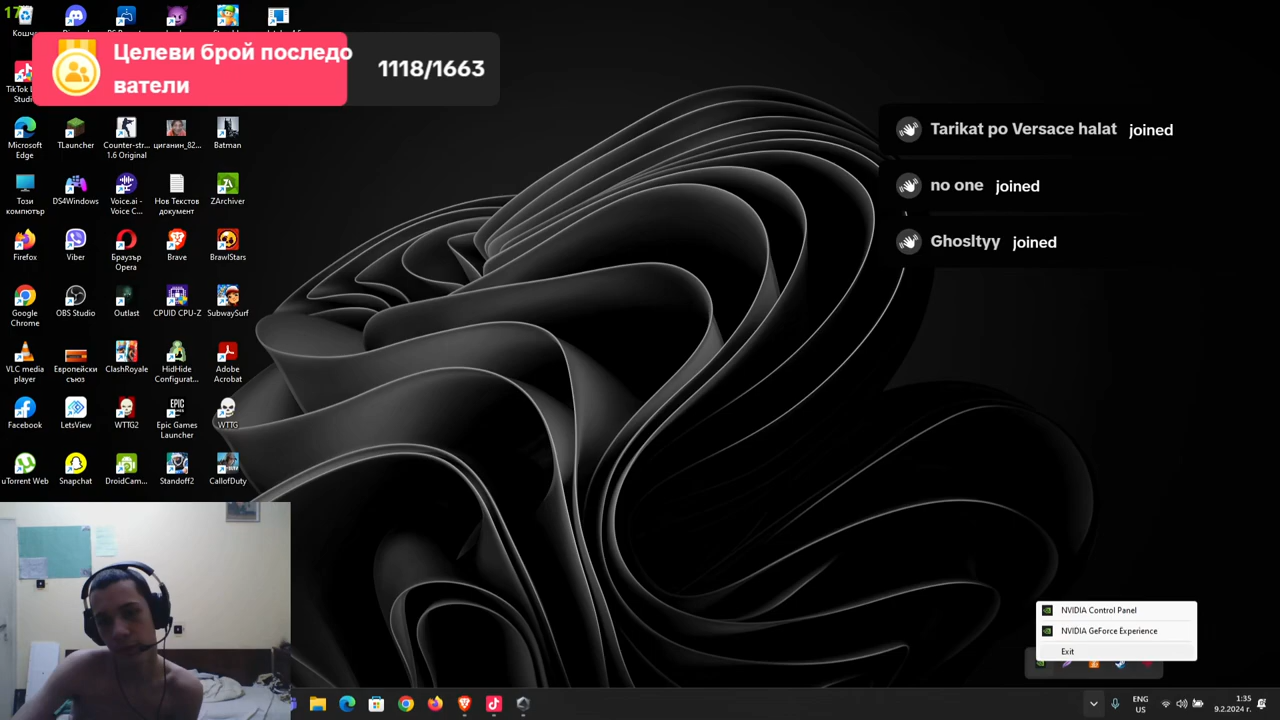 17
Целеви брой последо
ватели
1118/1663
Tarikat po Versace halat joined
no one joined
Ghosltyy joined
Microsoft
Edge
TLauncher
Counter-str...
1.6 Original
циганин_82...
Batman
Този
компютър
DS4Windows
Voice.ai -
Voice C...
Нов Текстов
документ
ZArchiver
Firefox
Viber
Браузър
Opera
Brave
BrawlStars
Google
Chrome
OBS Studio
Outlast
CPUID CPU-Z
SubwaySurf
VLC media
player
Европейски
съюз
ClashRoyale
HidHide
Configurat...
Adobe
Acrobat
Facebook
LetsView
WTTG2
Epic Games
Launcher
WTTG
uTorrent Web
Snapchat
DroidCam...
Standoff2
CallofDuty
NVIDIA Control Panel
NVIDIA GeForce Experience
Exit
ENG
US
1:35
9.2.2024 г.